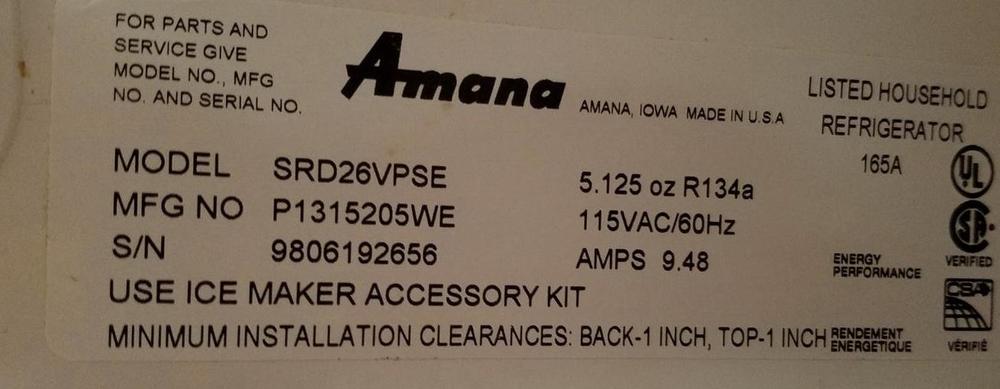 FOR PARTS AND
SERVICE GIVE
MODEL NO., MFG
NO. AND SERIAL NO.
Amana
AMANA, IOWA MADE IN U.S.A
LISTED HOUSEHOLD
REFRIGERATOR
165A
UL
MODEL SRD26VPSE
5.125 oz R134a
MFG NO P1315205WE
115VAC/60Hz
S/N 9806192656
AMPS 9.48
SA
ENERGY
PERFORMANCE
VERIFIED
CSA
USE ICE MAKER ACCESSORY KIT
MINIMUM INSTALLATION CLEARANCES: BACK-1 INCH, TOP-1 INCH
RENDEMENT
ENERGETIQUE
VÉRIFIÉ